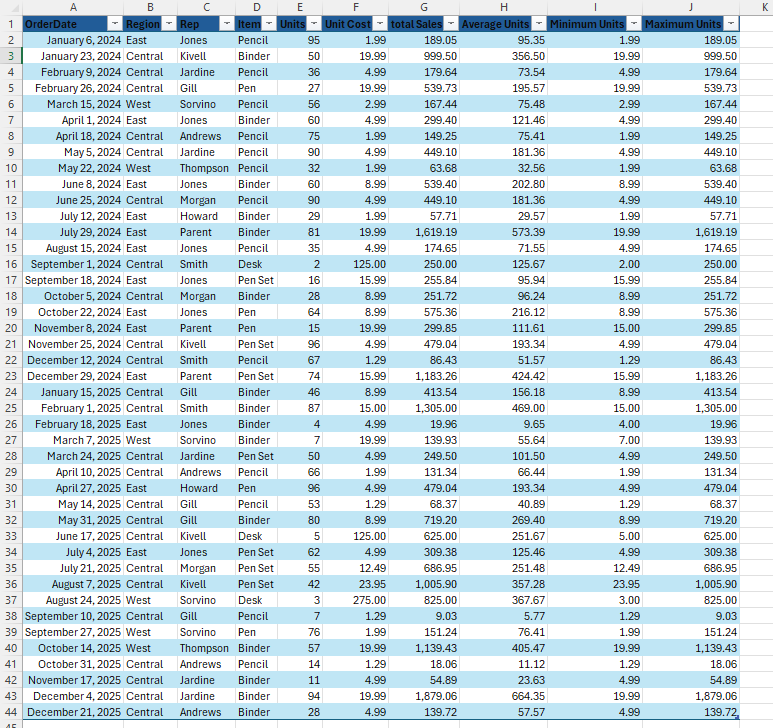 A B C D E F G H I J K
1 OrderDate Region Rep Item Units Unit Cost total Sales Average Units Minimum Units Maximum Units
2 January 6, 2024 East Jones Pencil 95 1.99 189.05 95.35 1.99 189.05
3 January 23, 2024 Central Kivell Binder 50 19.99 999.50 356.50 19.99 999.50
4 February 9, 2024 Central Jardine Pencil 36 4.99 179.64 73.54 4.99 179.64
5 February 26, 2024 Central Gill Pen 27 19.99 539.73 195.57 19.99 539.73
6 March 15, 2024 West Sorvino Pencil 56 2.99 167.44 75.48 2.99 167.44
7 April 1, 2024 East Jones Binder 60 4.99 299.40 121.46 4.99 299.40
8 April 18, 2024 Central Andrews Pencil 75 1.99 149.25 75.41 1.99 149.25
9 May 5, 2024 Central Jardine Pencil 90 4.99 449.10 181.36 4.99 449.10
10 May 22, 2024 West Thompson Pencil 32 1.99 63.68 32.56 1.99 63.68
11 June 8, 2024 East Jones Binder 60 8.99 539.40 202.80 8.99 539.40
12 June 25, 2024 Central Morgan Pencil 90 4.99 449.10 181.36 4.99 449.10
13 July 12, 2024 East Howard Binder 29 1.99 57.71 29.57 1.99 57.71
14 July 29, 2024 East Parent Binder 81 19.99 1,619.19 573.39 19.99 1,619.19
15 August 15, 2024 East Jones Pencil 35 4.99 174.65 71.55 4.99 174.65
16 September 1, 2024 Central Smith Desk 2 125.00 250.00 125.67 2.00 250.00
17 September 18, 2024 East Jones Pen Set 16 15.99 255.84 95.94 15.99 255.84
18 October 5, 2024 Central Morgan Binder 28 8.99 251.72 96.24 8.99 251.72
19 October 22, 2024 East Jones Pen 64 8.99 575.36 216.12 8.99 575.36
20 November 8, 2024 East Parent Pen 15 19.99 299.85 111.61 15.00 299.85
21 November 25, 2024 Central Kivell Pen Set 96 4.99 479.04 193.34 4.99 479.04
22 December 12, 2024 Central Smith Pencil 67 1.29 86.43 51.57 1.29 86.43
23 December 29, 2024 East Parent Pen Set 74 15.99 1,183.26 424.42 15.99 1,183.26
24 January 15, 2025 Central Gill Binder 46 8.99 413.54 156.18 8.99 413.54
25 February 1, 2025 Central Smith Binder 87 15.00 1,305.00 469.00 15.00 1,305.00
26 February 18, 2025 East Jones Binder 4 4.99 19.96 9.65 4.00 19.96
27 March 7, 2025 West Sorvino Binder 7 19.99 139.93 55.64 7.00 139.93
28 March 24, 2025 Central Jardine Pen Set 50 4.99 249.50 101.50 4.99 249.50
29 April 10, 2025 Central Andrews Pencil 66 1.99 131.34 66.44 1.99 131.34
30 April 27, 2025 East Howard Pen 96 4.99 479.04 193.34 4.99 479.04
31 May 14, 2025 Central Gill Pencil 53 1.29 68.37 40.89 1.29 68.37
32 May 31, 2025 Central Gill Binder 80 8.99 719.20 269.40 8.99 719.20
33 June 17, 2025 Central Kivell Desk 5 125.00 625.00 251.67 5.00 625.00
34 July 4, 2025 East Jones Pen Set 62 4.99 309.38 125.46 4.99 309.38
35 July 21, 2025 Central Morgan Pen Set 55 12.49 686.95 251.48 12.49 686.95
36 August 7, 2025 Central Kivell Pen Set 42 23.95 1,005.90 357.28 23.95 1,005.90
37 August 24, 2025 West Sorvino Desk 3 275.00 825.00 367.67 3.00 825.00
38 September 10, 2025 Central Gill Pencil 7 1.29 9.03 5.77 1.29 9.03
39 September 27, 2025 West Sorvino Pen 76 1.99 151.24 76.41 1.99 151.24
40 October 14, 2025 West Thompson Binder 57 19.99 1,139.43 405.47 19.99 1,139.43
41 October 31, 2025 Central Andrews Pencil 14 1.29 18.06 11.12 1.29 18.06
42 November 17, 2025 Central Jardine Binder 11 4.99 54.89 23.63 4.99 54.89
43 December 4, 2025 Central Jardine Binder 94 19.99 1,879.06 664.35 19.99 1,879.06
44 December 21, 2025 Central Andrews Binder 28 4.99 139.72 57.57 4.99 139.72